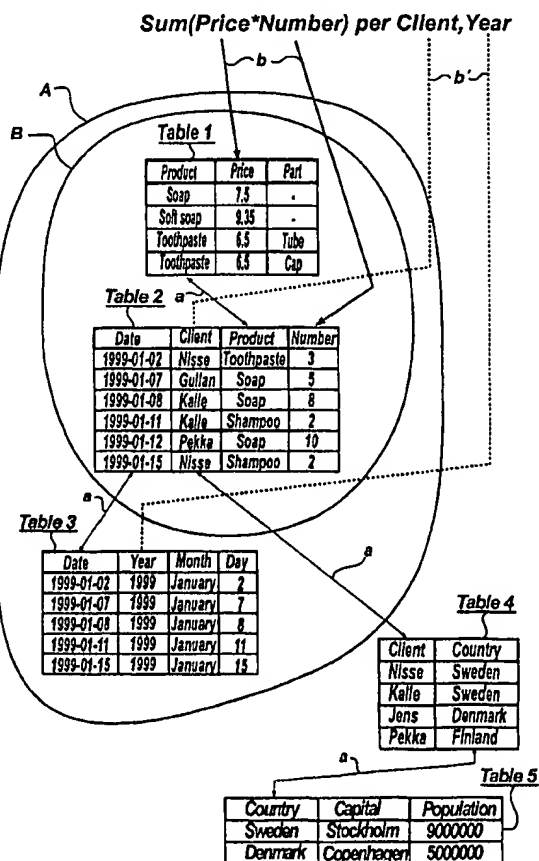 Sum(Price*Number) per Client,Year
b
b'
A
B
Table 1
Product Price Part
Soap 7.5 -
Soft soap 9.35 -
Toothpaste 6.5 Tube
Toothpaste 6.5 Cap
a
Table 2
Date Client Product Number
1999-01-02 Nisse Toothpaste 3
1999-01-07 Gullan Soap 5
1999-01-08 Kalle Soap 8
1999-01-11 Kalle Shampoo 2
1999-01-12 Pekka Soap 10
1999-01-15 Nisse Shampoo 2
a
a
Table 3
Date Year Month Day
1999-01-02 1999 January 2
1999-01-07 1999 January 7
1999-01-08 1999 January 8
1999-01-11 1999 January 11
1999-01-15 1999 January 15
Table 4
Client Country
Nisse Sweden
Kalle Sweden
Jens Denmark
Pekka Finland
a
Table 5
Country Capital Population
Sweden Stockholm 9000000
Denmark Copenhagen 5000000